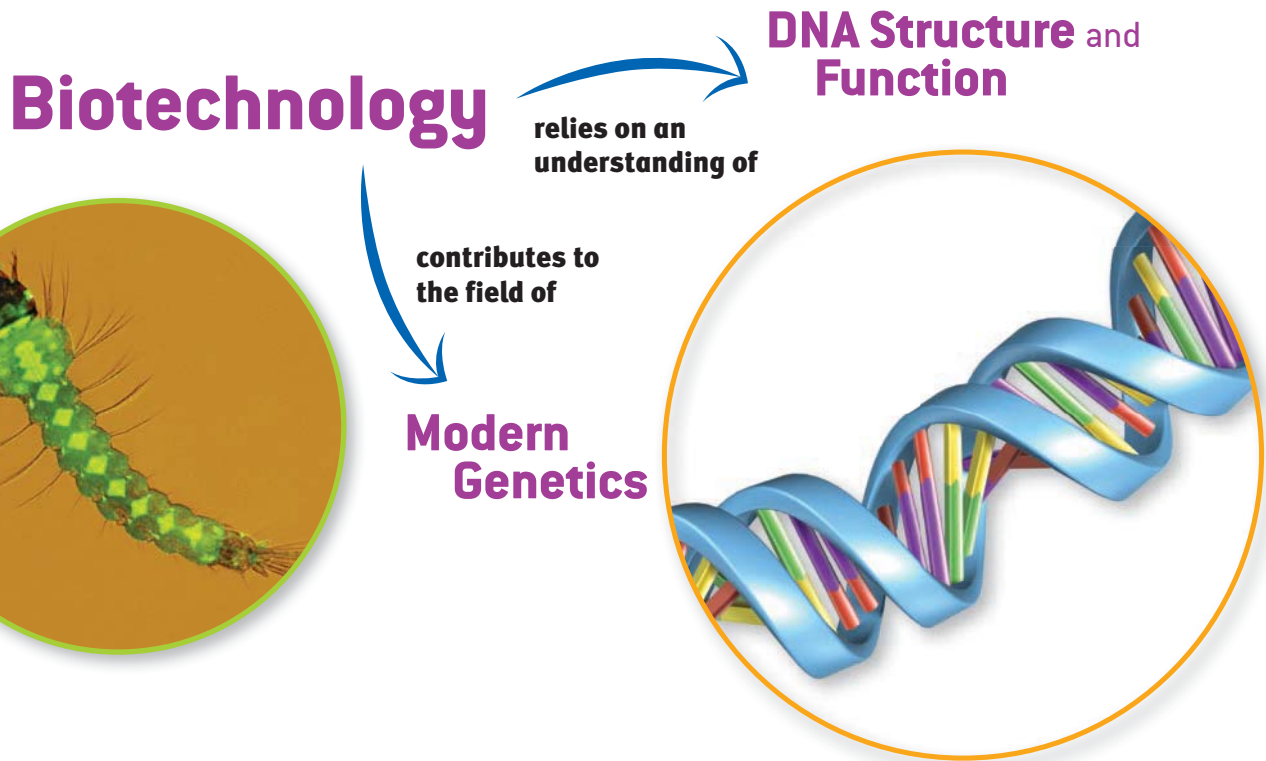 Biotechnology
relies on an
understanding of
DNA Structure and
Function
contributes to
the field of
Modern
Genetics